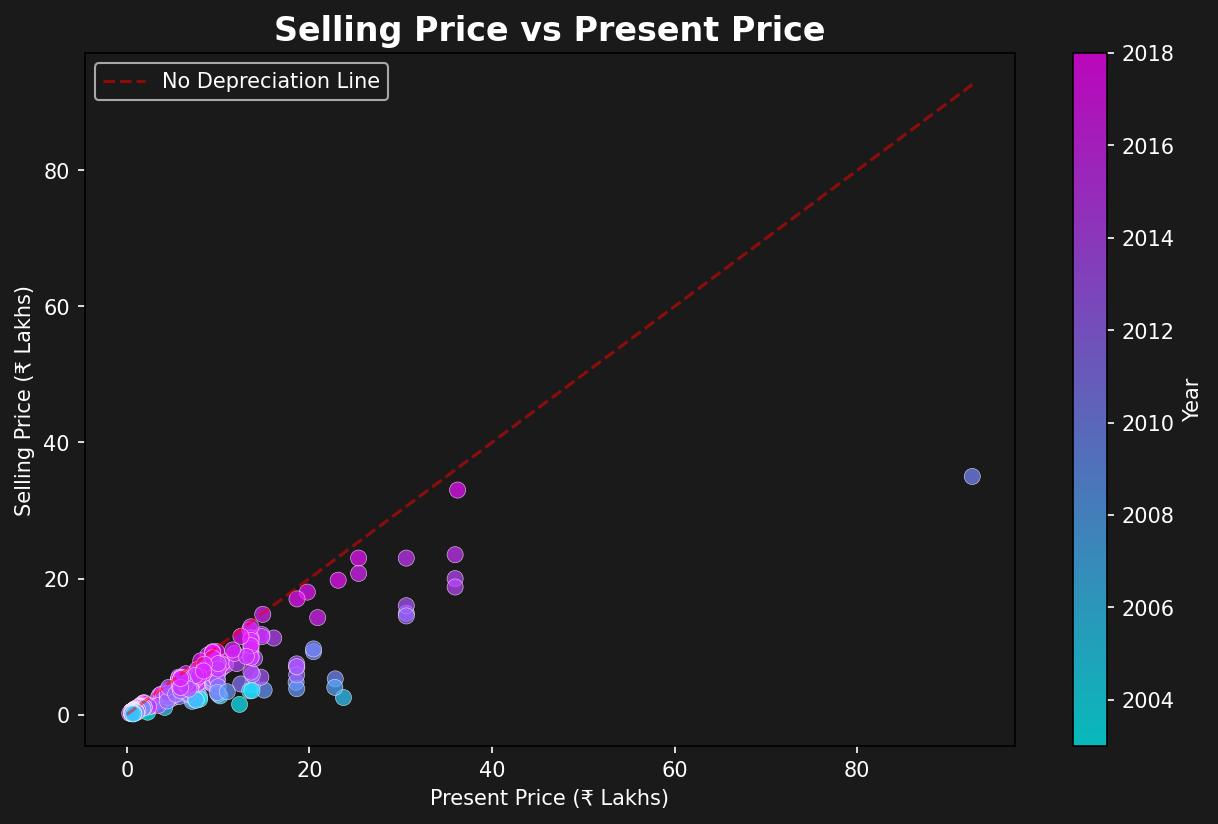 Selling Price vs Present Price
No Depreciation Line
Selling Price (₹ Lakhs)
80
60
40
20
0
0 20 40 60 80
Present Price (₹ Lakhs)
2018
2016
2014
2012
2010
2008
2006
2004
Year